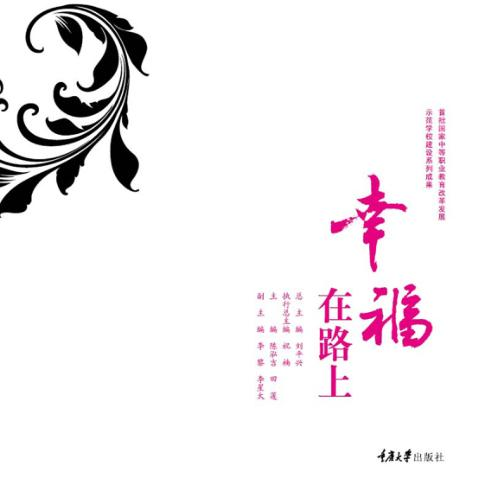 首批国家中等职业教育改革发展
示范学校建设系列成果
幸福
在路上
总主编 刘平兴
执行总主编 祝楠
主编 陈泓吉 田莲
副主编 李黎 李星太
重庆大学出版社